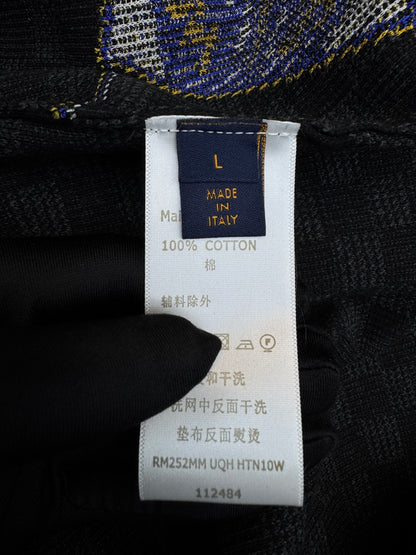 L
MADE
IN
ITALY
100% COTTON
棉
辅料除外
F
和干洗
洗网中反面干洗
垫布反面熨烫
RM252MM UQH HTN10W
112484